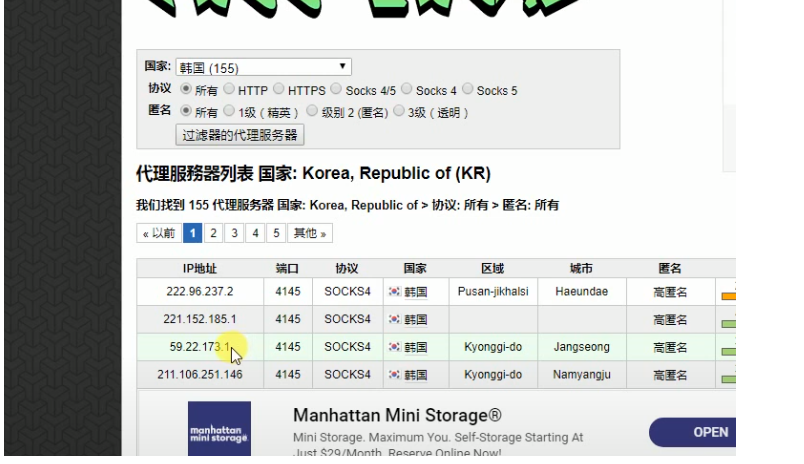 国家: 韩国 (155)
协议 所有 HTTP HTTPS Socks 4/5 Socks 4 Socks 5
匿名 所有 1级 ( 精英 ) 级别 2 (匿名) 3级 ( 透明 )
过滤器的代理服务器
代理服務器列表 国家: Korea, Republic of (KR)
我们找到 155 代理服务器 国家: Korea, Republic of > 协议: 所有 > 匿名: 所有
« 以前 1 2 3 4 5 其他 »
IP地址 端口 协议 国家 区域 城市 匿名
222.96.237.2 4145 SOCKS4 韩国 Pusan-jikhalsi Haeundae 高匿名
221.152.185.1 4145 SOCKS4 韩国 高匿名
59.22.173.1 4145 SOCKS4 韩国 Kyonggi-do Jangseong 高匿名
211.106.251.146 4145 SOCKS4 韩国 Kyonggi-do Namyangju 高匿名
manhattan
mini storage
Manhattan Mini Storage®
Mini Storage. Maximum You. Self-Storage Starting At
Just $29/Month. Reserve Online Now!
OPEN